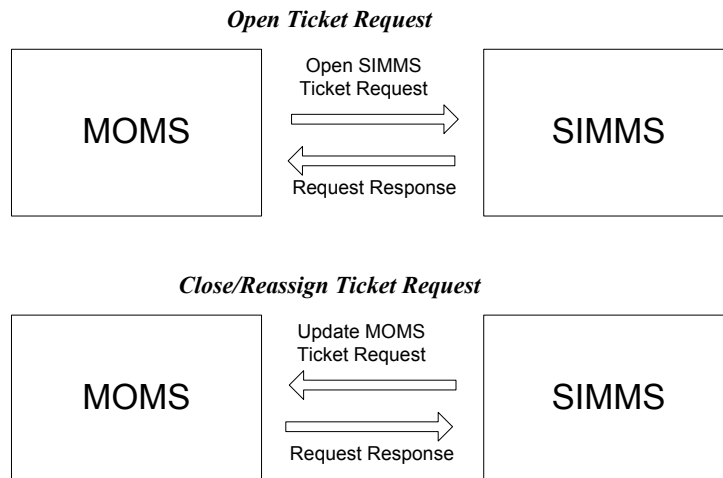 Open Ticket Request
Open SIMMS
Ticket Request
MOMS
SIMMS
Request Response
Close/Reassign Ticket Request
Update MOMS
Ticket Request
MOMS
SIMMS
Request Response